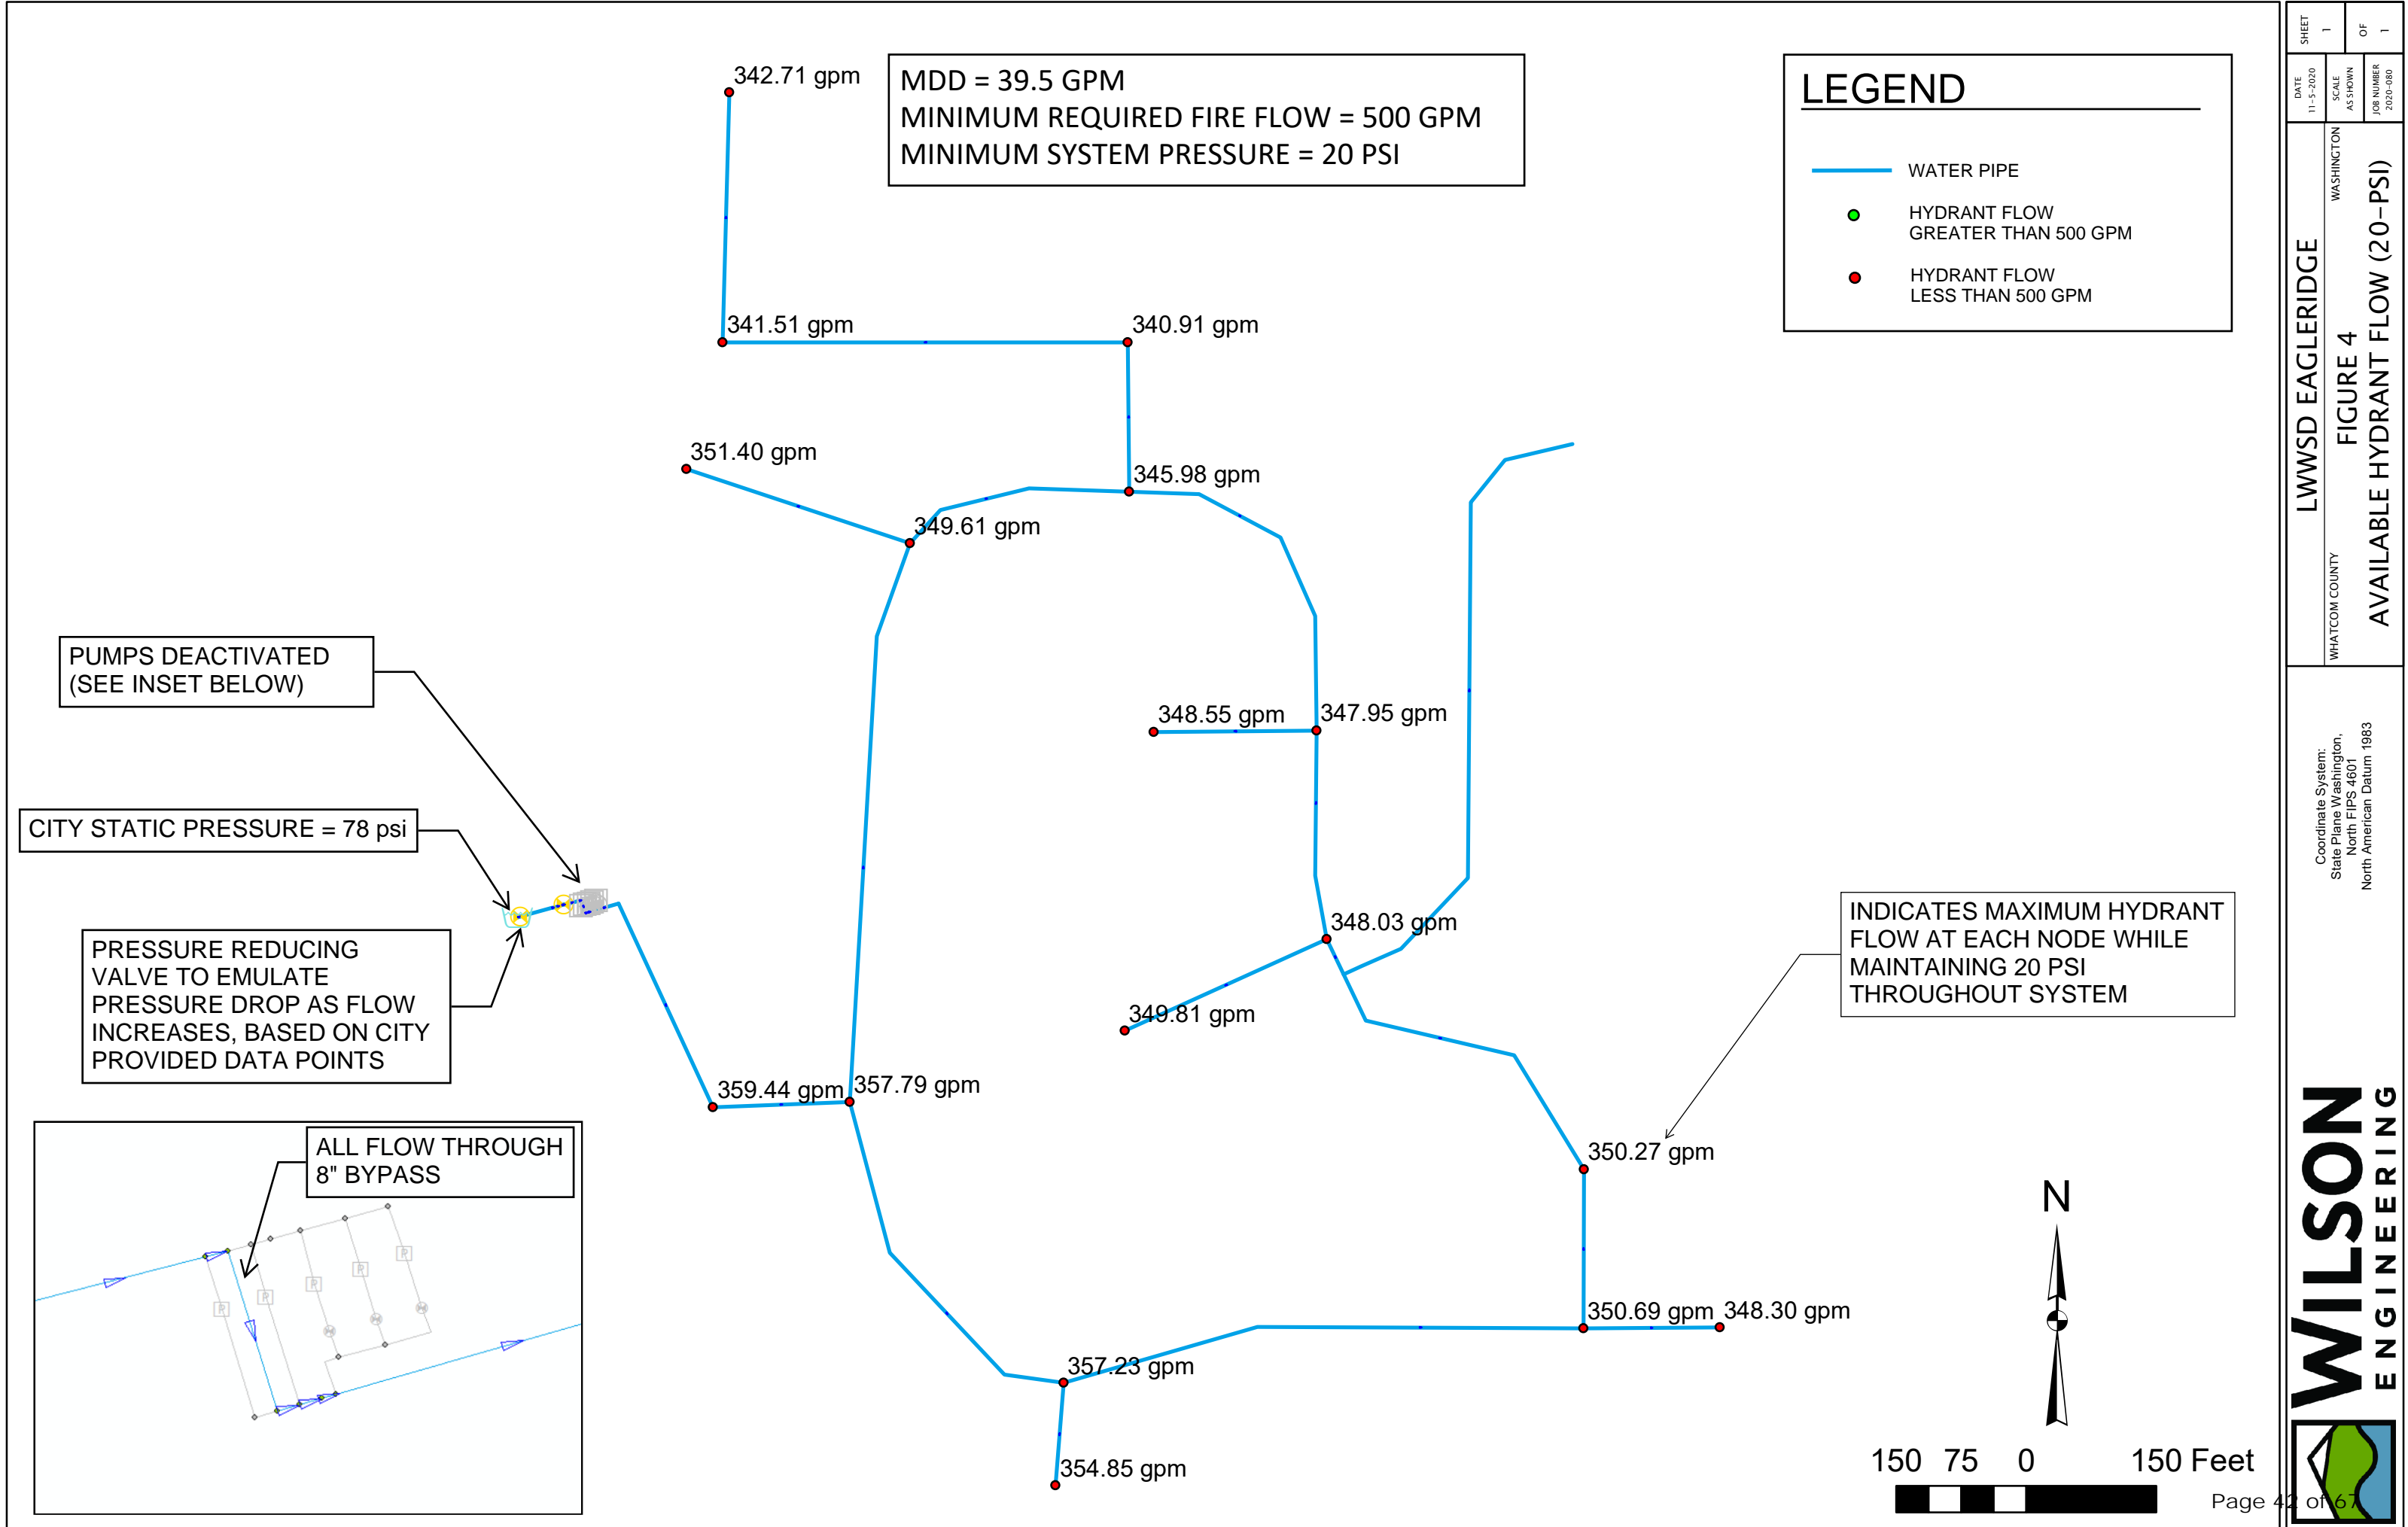 342.71 gpm
MDD = 39.5 GPM
MINIMUM REQUIRED FIRE FLOW = 500 GPM
MINIMUM SYSTEM PRESSURE = 20 PSI
LEGEND
WATER PIPE
HYDRANT FLOW
GREATER THAN 500 GPM
HYDRANT FLOW
LESS THAN 500 GPM
341.51 gpm
340.91 gpm
351.40 gpm
345.98 gpm
349.61 gpm
PUMPS DEACTIVATED
(SEE INSET BELOW)
348.55 gpm
347.95 gpm
CITY STATIC PRESSURE = 78 psi
348.03 gpm
PRESSURE REDUCING
VALVE TO EMULATE
PRESSURE DROP AS FLOW
INCREASES, BASED ON CITY
PROVIDED DATA POINTS
349.81 gpm
INDICATES MAXIMUM HYDRANT
FLOW AT EACH NODE WHILE
MAINTAINING 20 PSI
THROUGHOUT SYSTEM
359.44 gpm
357.79 gpm
350.27 gpm
ALL FLOW THROUGH
8" BYPASS
P
P
P
P
P
350.69 gpm
348.30 gpm
357.23 gpm
354.85 gpm
N
150 75 0 150 Feet
Page 42 of 67
SHEET
1
OF
1
DATE
11-5-2020
SCALE
AS SHOWN
JOB NUMBER
2020-080
LWWSD EAGLERIDGE
WHATCOM COUNTY
WASHINGTON
FIGURE 4
AVAILABLE HYDRANT FLOW (20-PSI)
Coordinate System:
State Plane Washington,
North FIPS 4601
North American Datum 1983
WILSON
ENGINEERING